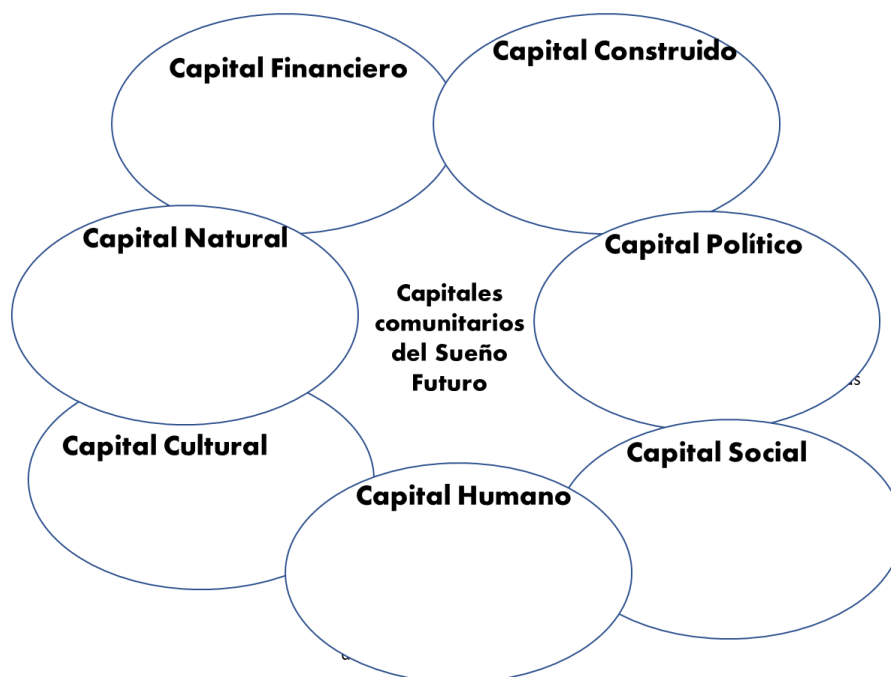 Capital Financiero
Capital Construido
Capital Natural
Capital Político
Capitales
comunitarios
del Sueño
Futuro
Capital Cultural
Capital Social
Capital Humano